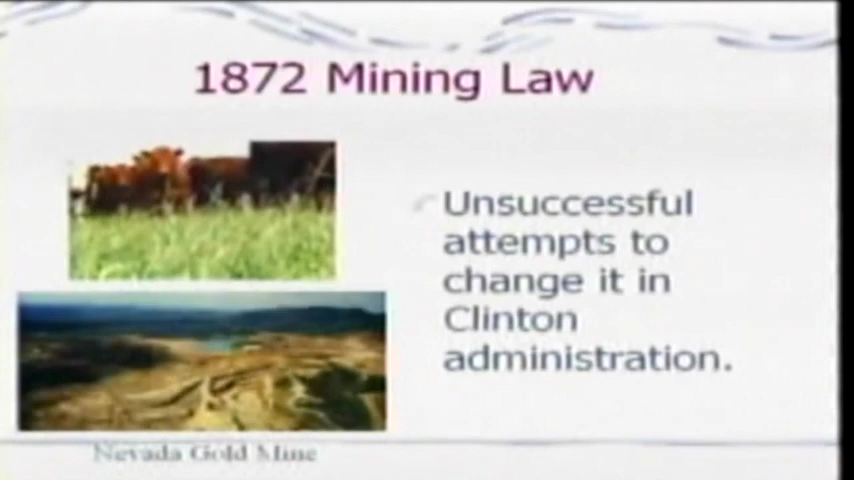 1872 Mining Law
Unsuccessful
attempts to
change it in
Clinton
administration.
Nevada Gold Mine